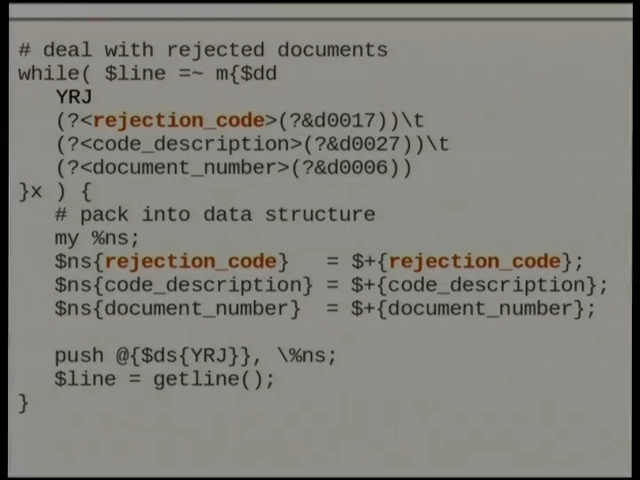 # deal with rejected documents
while( $line =~ m{$dd
YRJ
(?<rejection_code>(?&d0017))\t
(?<code_description>(?&d0027))\t
(?<document_number>(?&d0006))
}x ) {
# pack into data structure
my %ns;
$ns{rejection_code}   = $+{rejection_code};
$ns{code_description} = $+{code_description};
$ns{document_number}  = $+{document_number};
push @{$ds{YRJ}}, \%ns;
$line = getline();
}